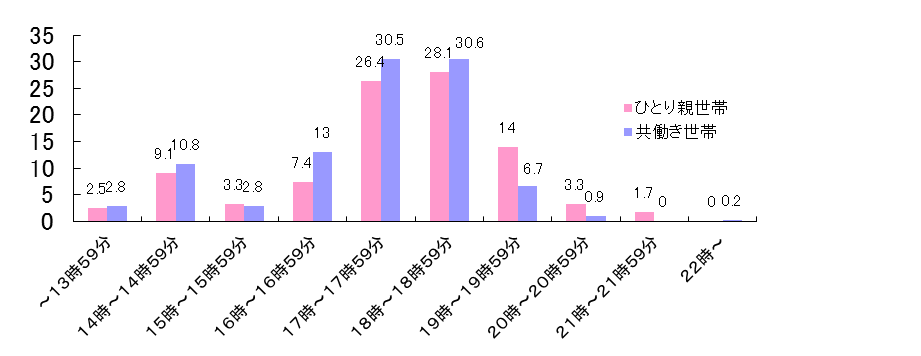 35
30
25
20
15
10
5
0
2.5 2.8
9.1 10.8
3.3 2.8
7.4 13
26.4 30.5
28.1 30.6
14 6.7
3.3 0.9
1.7 0
0 0.2
ひとり親世帯
共働き世帯
～13時59分
14時～14時59分
15時～15時59分
16時～16時59分
17時～17時59分
18時～18時59分
19時～19時59分
20時～20時59分
21時～21時59分
22時～